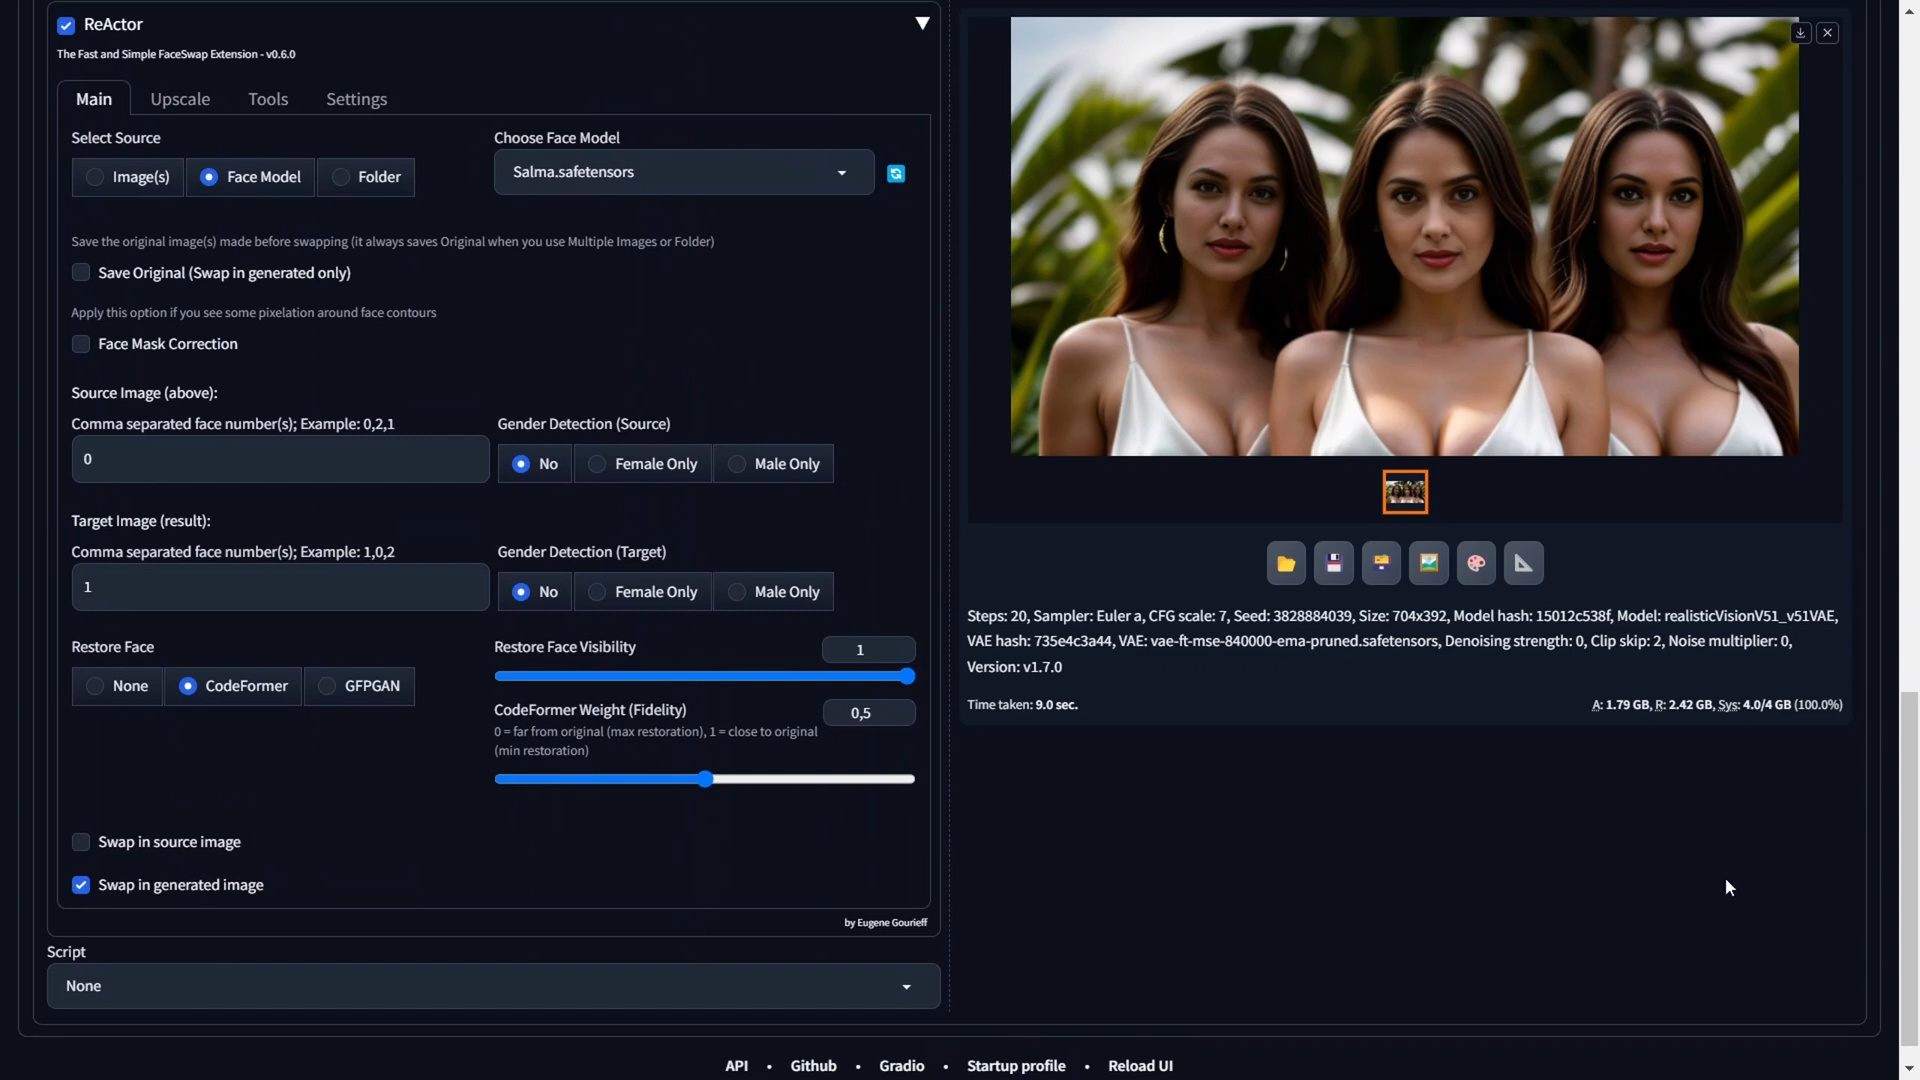 ReActor
The Fast and Simple FaceSwap Extension - v0.6.0
Main
Upscale
Tools
Settings
Select Source
Image(s)
Face Model
Folder
Choose Face Model
Salma.safetensors
Save the original image(s) made before swapping (it always saves Original when you use Multiple Images or Folder)
Save Original (Swap in generated only)
Apply this option if you see some pixelation around face contours
Face Mask Correction
Source Image (above):
Comma separated face number(s); Example: 0,2,1
0
Gender Detection (Source)
No
Female Only
Male Only
Target Image (result):
Comma separated face number(s); Example: 1,0,2
1
Gender Detection (Target)
No
Female Only
Male Only
Restore Face
None
CodeFormer
GFPGAN
Restore Face Visibility
1
CodeFormer Weight (Fidelity)
0,5
0 = far from original (max restoration), 1 = close to original
(min restoration)
Swap in source image
Swap in generated image
by Eugene Gourieff
Script
None
Steps: 20, Sampler: Euler a, CFG scale: 7, Seed: 3828884039, Size: 704x392, Model hash: 15012c538f, Model: realisticVisionV51_v51VAE,
VAE hash: 735e4c3a44, VAE: vae-ft-mse-840000-ema-pruned.safetensors, Denoising strength: 0, Clip skip: 2, Noise multiplier: 0,
Version: v1.7.0
Time taken: 9.0 sec.
A: 1.79 GB, R: 2.42 GB, Sys: 4.0/4 GB (100.0%)
API • Github • Gradio • Startup profile • Reload UI